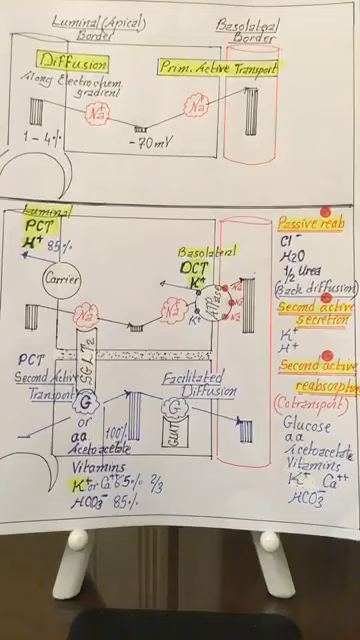 Luminal (Apical)
Border
Basolateral
Border
Diffusion
Along Electrochem.
gradient
Prim. Active Transport
Na
Na
1-4%
-70mV
Luminal
PCT
H+ 85%
Carrier
Basolateral
DCT
K+
K+
ATPase
Na
Na
Na
Na
Na
SGLT2
PCT
Second Active
Transport
G
or
aa
Acetoacetate
Vitamins
100%
K+ or Ca++ 65% 2/3
HCO3- 85%
Facilitated
Diffusion
G
GLUT
Passive reab
Cl-
H2O
1/2 Urea
(Back diffusion)
Second active
secretion
K+
H+
Second active
reabsorption
(Cotransport)
Glucose
aa
Acetoacetate
Vitamins
K+ Ca++
HCO3-